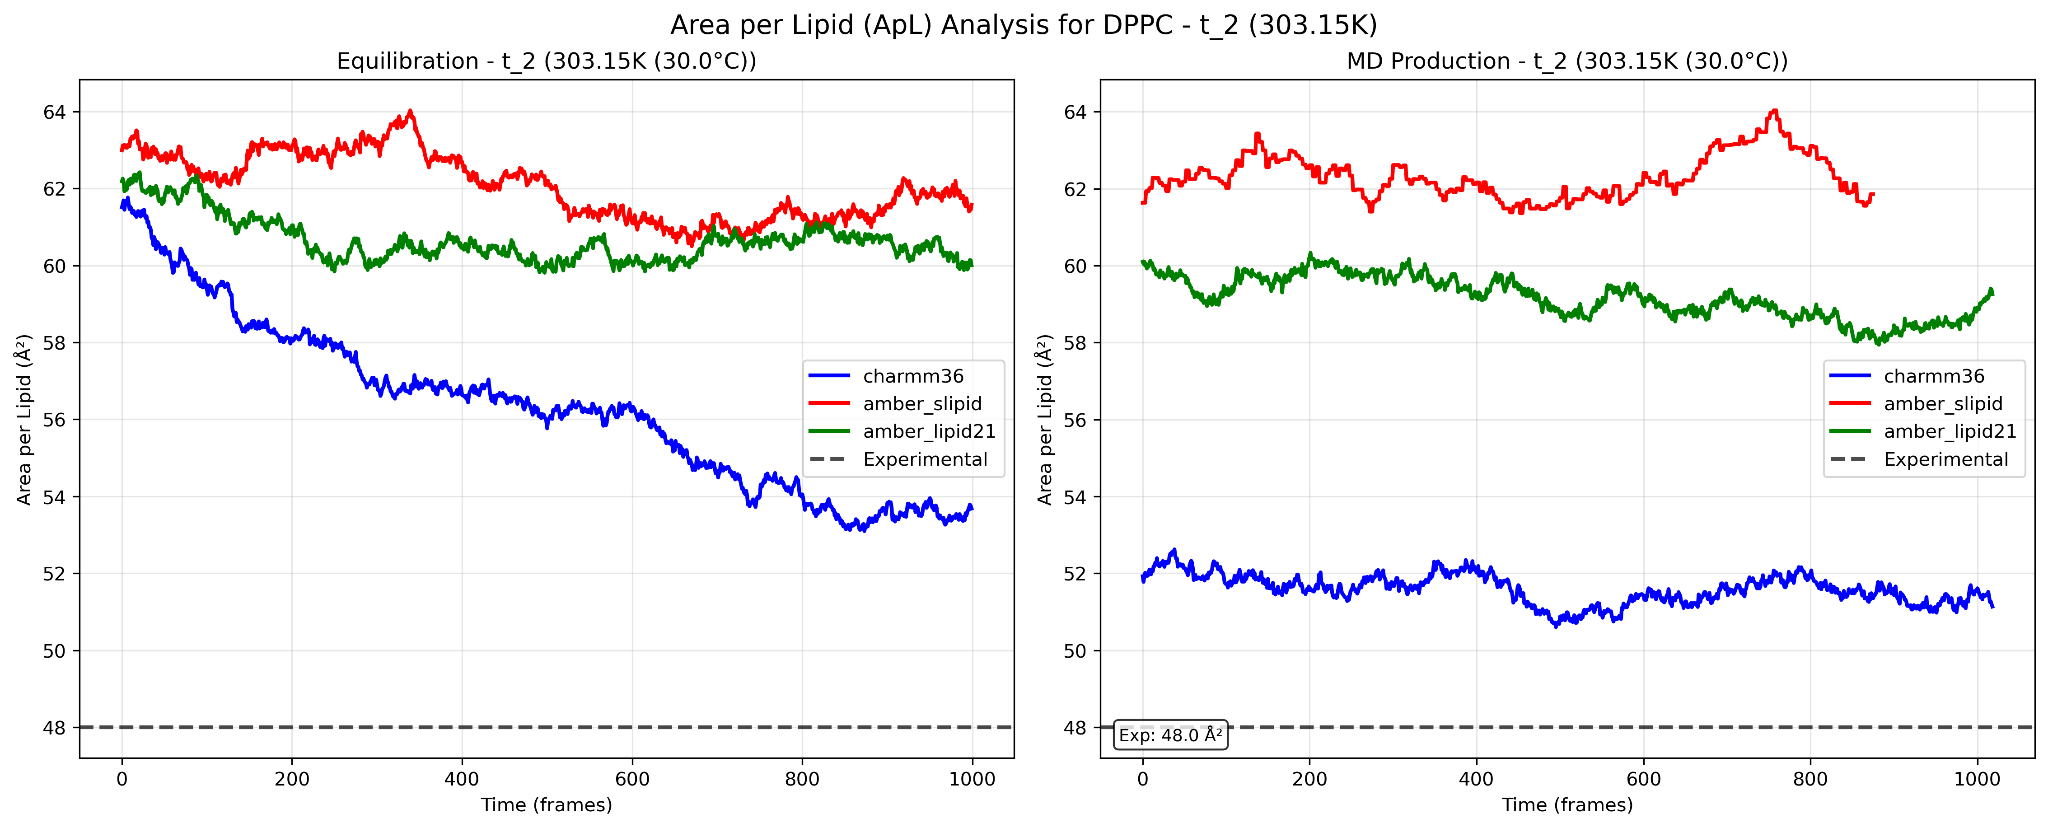 Area per Lipid (ApL) Analysis for DPPC - t_2 (303.15K)
Equilibration - t_2 (303.15K (30.0°C))
Area per Lipid (Å²)
64
62
60
58
56
54
52
50
48
charmm36
amber_slipid
amber_lipid21
Experimental
0
200
400
600
800
1000
Time (frames)
MD Production - t_2 (303.15K (30.0°C))
Area per Lipid (Å²)
64
62
60
58
56
54
52
50
48
charmm36
amber_slipid
amber_lipid21
Experimental
Exp: 48.0 Å²
0
200
400
600
800
1000
Time (frames)